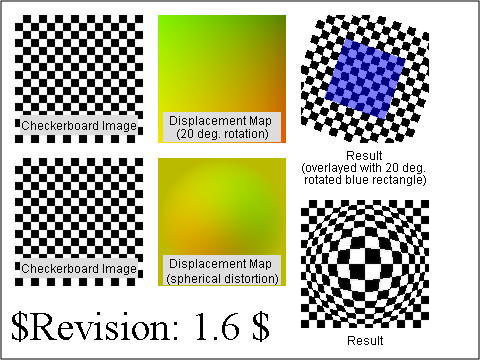 Checkerboard Image
Displacement Map
(20 deg. rotation)
Result
(overlayed with 20 deg.
rotated blue rectangle)
Checkerboard Image
Displacement Map
(spherical distortion)
Result
$Revision: 1.6 $